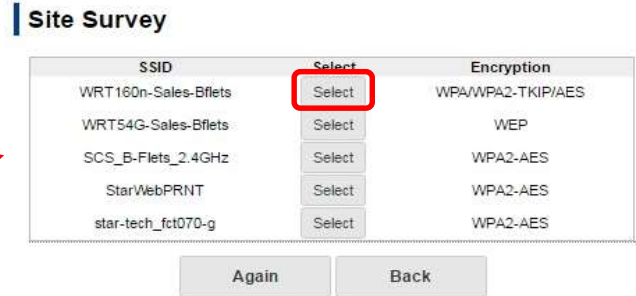 Site Survey
SSID Select Encryption
WRT160n-Sales-Bflets Select WPA/WPA2-TKIP/AES
WRT54G-Sales-Bflets Select WEP
SCS_B-Flets_2.4GHz Select WPA2-AES
StarWebPRNT Select WPA2-AES
star-tech_fct070-g Select WPA2-AES
Again Back